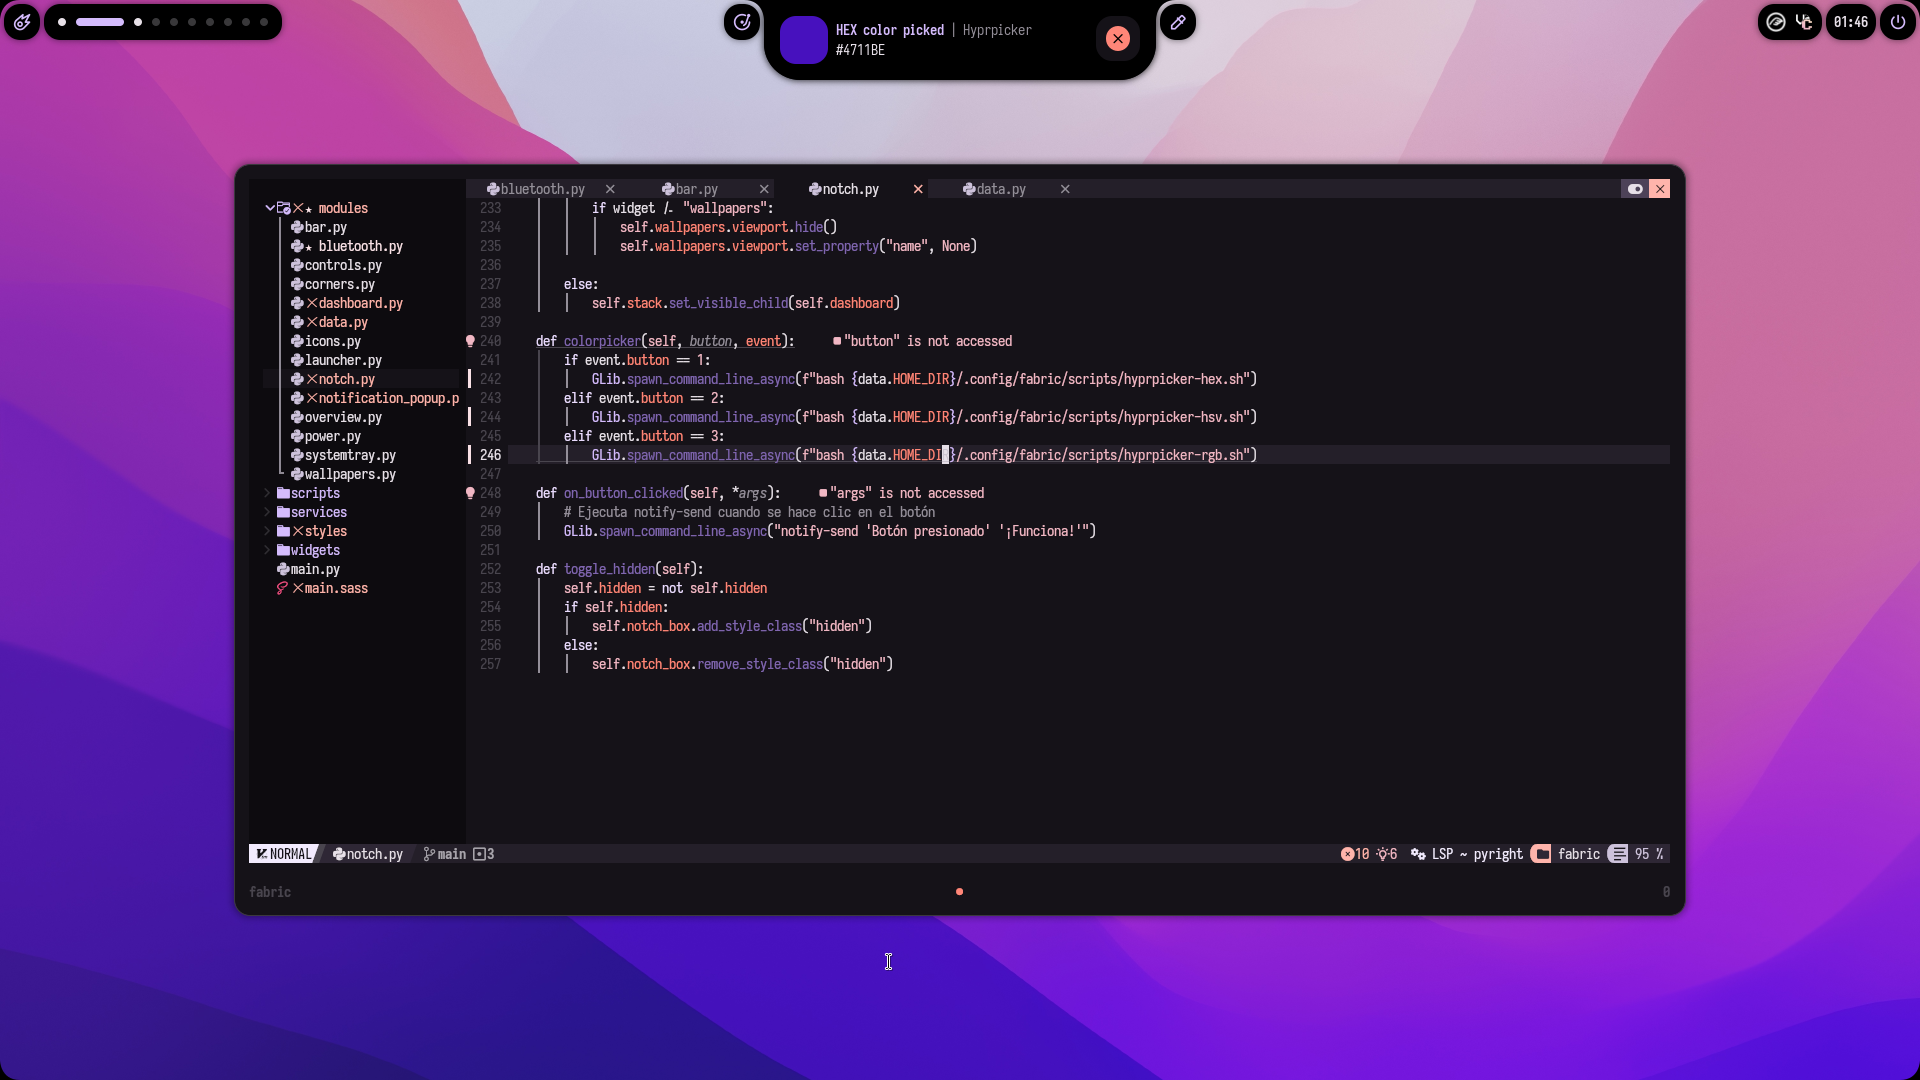 HEX color picked | Hyprpicker
#4711BE
01:46
bluetooth.py
bar.py
notch.py
data.py
modules
bar.py
bluetooth.py
controls.py
corners.py
dashboard.py
data.py
icons.py
launcher.py
notch.py
notification_popup.p
overview.py
power.py
systemtray.py
wallpapers.py
scripts
services
styles
widgets
main.py
main.sass
233 if widget != "wallpapers":
234 self.wallpapers.viewport.hide()
235 self.wallpapers.viewport.set_property("name", None)
236
237 else:
238 self.stack.set_visible_child(self.dashboard)
239
240 def colorpicker(self, button, event): "button" is not accessed
241 if event.button == 1:
242 GLib.spawn_command_line_async(f"bash {data.HOME_DIR}/.config/fabric/scripts/hyprpicker-hex.sh")
243 elif event.button == 2:
244 GLib.spawn_command_line_async(f"bash {data.HOME_DIR}/.config/fabric/scripts/hyprpicker-hsv.sh")
245 elif event.button == 3:
246 GLib.spawn_command_line_async(f"bash {data.HOME_DIR}/.config/fabric/scripts/hyprpicker-rgb.sh")
247
248 def on_button_clicked(self, *args): "args" is not accessed
249 # Ejecuta notify-send cuando se hace clic en el botón
250 GLib.spawn_command_line_async("notify-send 'Botón presionado' '¡Funciona!'")
251
252 def toggle_hidden(self):
253 self.hidden = not self.hidden
254 if self.hidden:
255 self.notch_box.add_style_class("hidden")
256 else:
257 self.notch_box.remove_style_class("hidden")
NORMAL notch.py main 3 10 6 LSP ~ pyright fabric 95 %
fabric 0